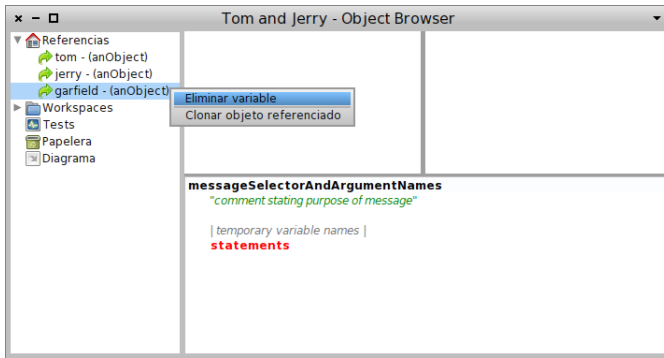 Tom and Jerry - Object Browser
Referencias
tom - (anObject)
jerry - (anObject)
garfield - (anObject)
Eliminar variable
Clonar objeto referenciado
Workspaces
Tests
Papelera
Diagrama
messageSelectorAndArgumentNames
"comment stating purpose of message"
| temporary variable names |
statements